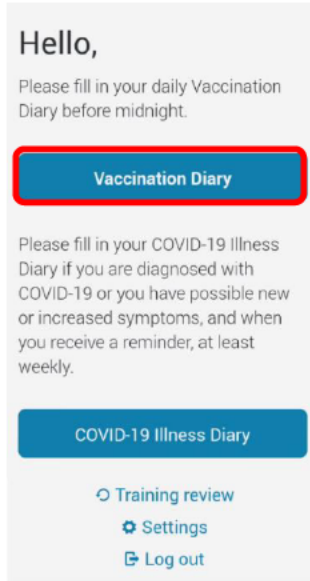 Hello,
Please fill in your daily Vaccination
Diary before midnight.
Vaccination Diary
Please fill in your COVID-19 Illness
Diary if you are diagnosed with
COVID-19 or you have possible new
or increased symptoms, and when
you receive a reminder, at least
weekly.
COVID-19 Illness Diary
Training review
Settings
Log out